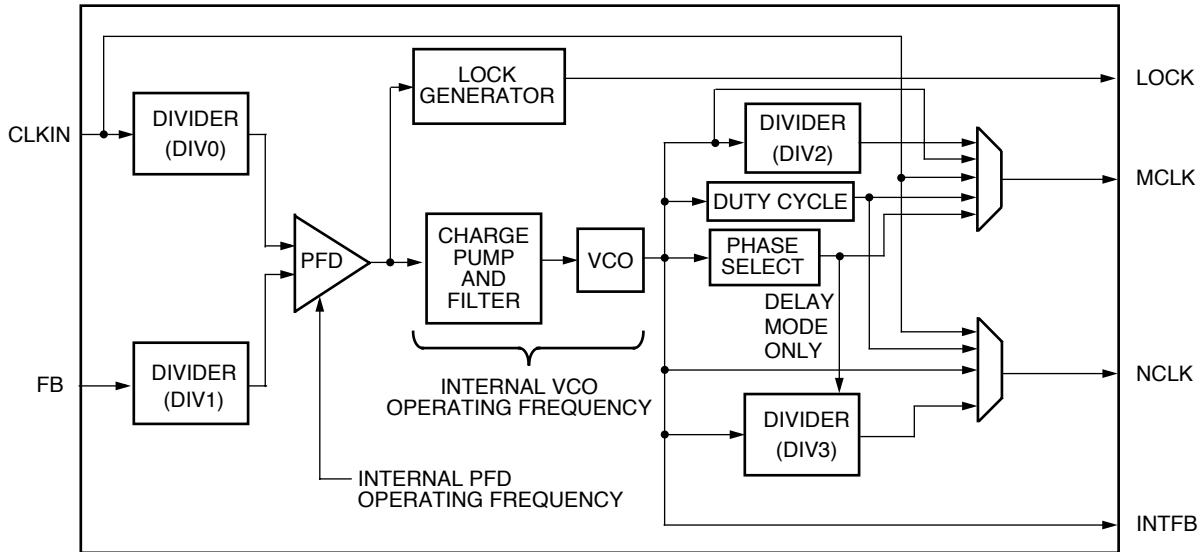 LOCK
GENERATOR
LOCK
CLKIN
DIVIDER
(DIV0)
DIVIDER
(DIV2)
MCLK
DUTY CYCLE
PFD
CHARGE
PUMP
AND
FILTER
VCO
PHASE
SELECT
DELAY
MODE
ONLY
FB
DIVIDER
(DIV1)
INTERNAL VCO
OPERATING FREQUENCY
NCLK
DIVIDER
(DIV3)
INTERNAL PFD
OPERATING FREQUENCY
INTFB